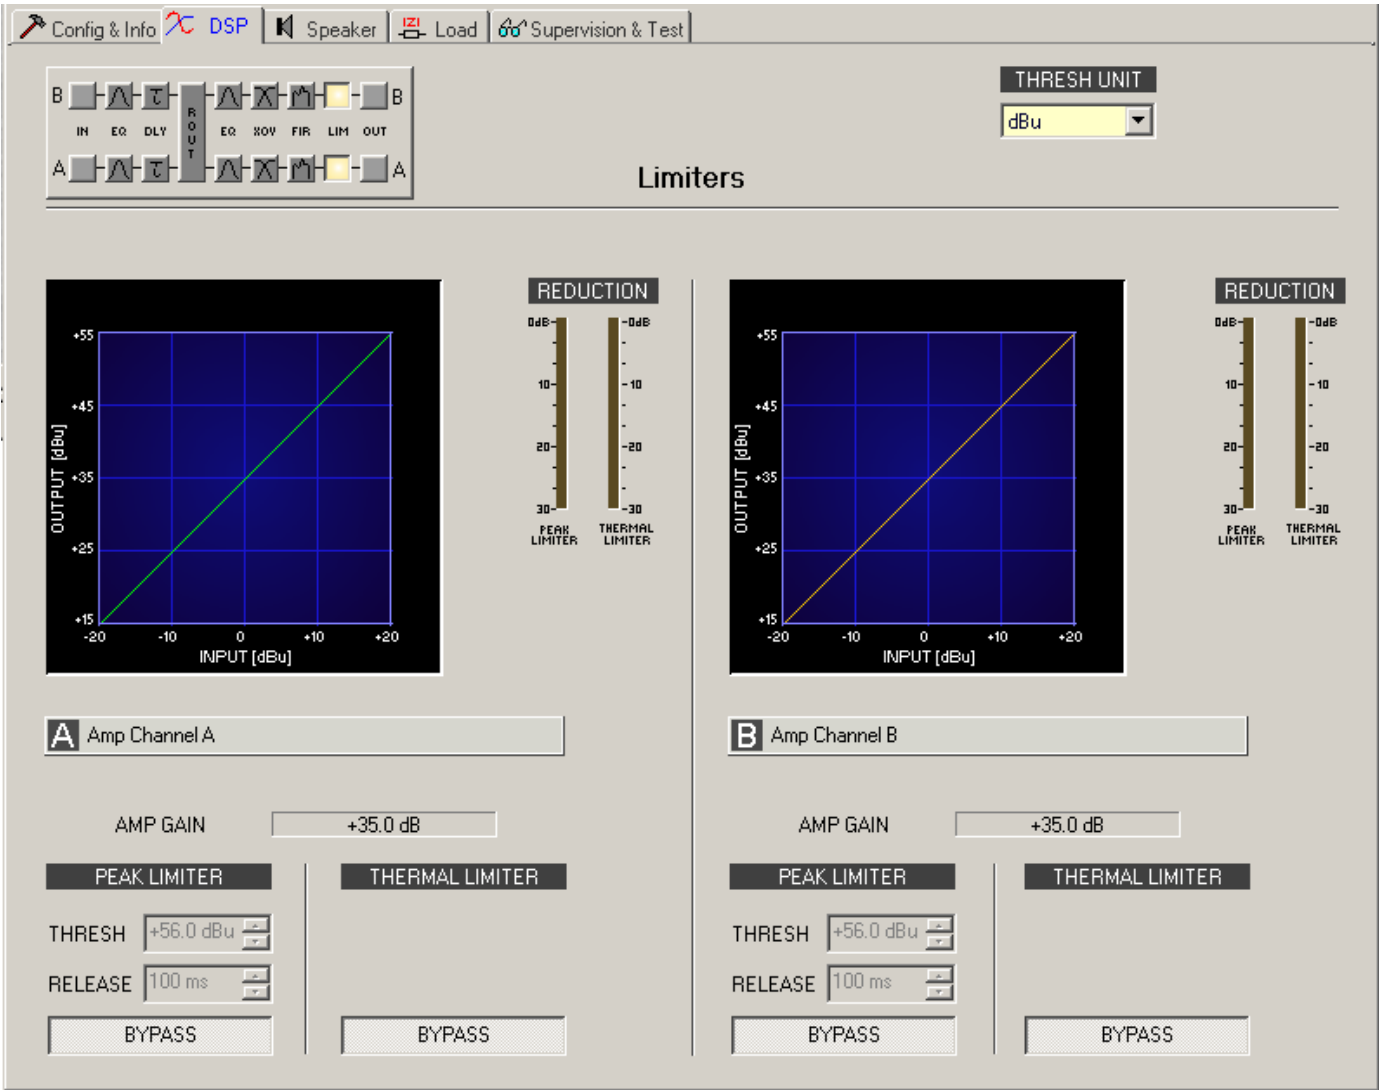 Config & Info DSP Speaker Load Supervision & Test
THRESH UNIT
dBu
B B
IN EQ DLY ROUT EQ XOV FIR LIM OUT
A A
Limiters
REDUCTION
0dB 0dB
10 10
20 20
30 30
PEAK LIMITER THERMAL LIMITER
OUTPUT [dBu]
+55
+45
+35
+25
+15
-20 -10 0 +10 +20
INPUT [dBu]
A Amp Channel A
AMP GAIN +35.0 dB
PEAK LIMITER THERMAL LIMITER
THRESH +56.0 dBu
RELEASE 100 ms
BYPASS BYPASS
REDUCTION
0dB 0dB
10 10
20 20
30 30
PEAK LIMITER THERMAL LIMITER
OUTPUT [dBu]
+55
+45
+35
+25
+15
-20 -10 0 +10 +20
INPUT [dBu]
B Amp Channel B
AMP GAIN +35.0 dB
PEAK LIMITER THERMAL LIMITER
THRESH +56.0 dBu
RELEASE 100 ms
BYPASS BYPASS